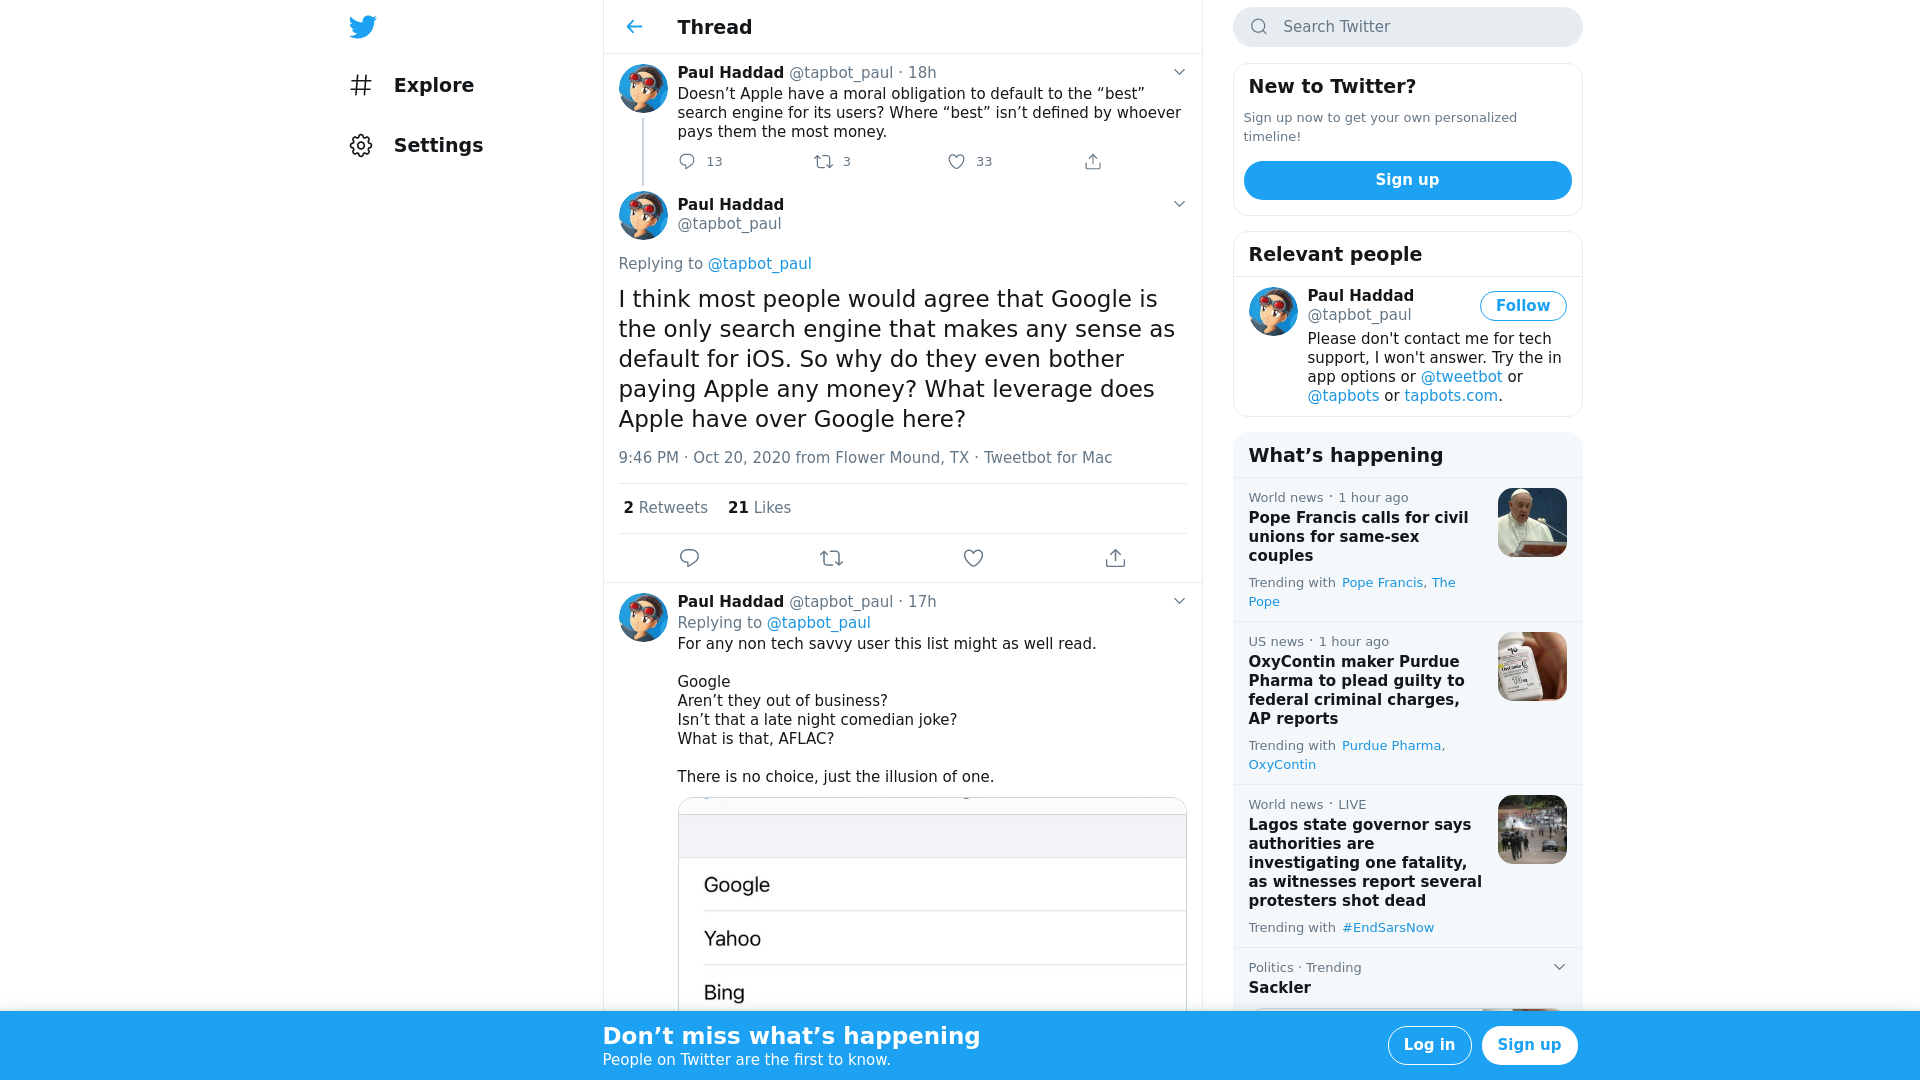 Explore
Settings
Thread
Paul Haddad @tapbot_paul · 18h
Doesn’t Apple have a moral obligation to default to the “best”
search engine for its users? Where “best” isn’t defined by whoever
pays them the most money.
13
3
33
Paul Haddad
@tapbot_paul
Replying to @tapbot_paul
I think most people would agree that Google is
the only search engine that makes any sense as
default for iOS. So why do they even bother
paying Apple any money? What leverage does
Apple have over Google here?
9:46 PM · Oct 20, 2020 from Flower Mound, TX · Tweetbot for Mac
2 Retweets 21 Likes
Paul Haddad @tapbot_paul · 17h
Replying to @tapbot_paul
For any non tech savvy user this list might as well read.
Google
Aren’t they out of business?
Isn’t that a late night comedian joke?
What is that, AFLAC?
There is no choice, just the illusion of one.
Google
Yahoo
Bing
Search Twitter
New to Twitter?
Sign up now to get your own personalized
timeline!
Sign up
Relevant people
Paul Haddad
@tapbot_paul
Follow
Please don't contact me for tech
support, I won't answer. Try the in
app options or @tweetbot or
@tapbots or tapbots.com.
What’s happening
World news · 1 hour ago
Pope Francis calls for civil
unions for same-sex
couples
Trending with Pope Francis, The
Pope
US news · 1 hour ago
OxyContin maker Purdue
Pharma to plead guilty to
federal criminal charges,
AP reports
Trending with Purdue Pharma,
OxyContin
World news · LIVE
Lagos state governor says
authorities are
investigating one fatality,
as witnesses report several
protesters shot dead
Trending with #EndSarsNow
Politics · Trending
Sackler
Don’t miss what’s happening
People on Twitter are the first to know.
Log in
Sign up